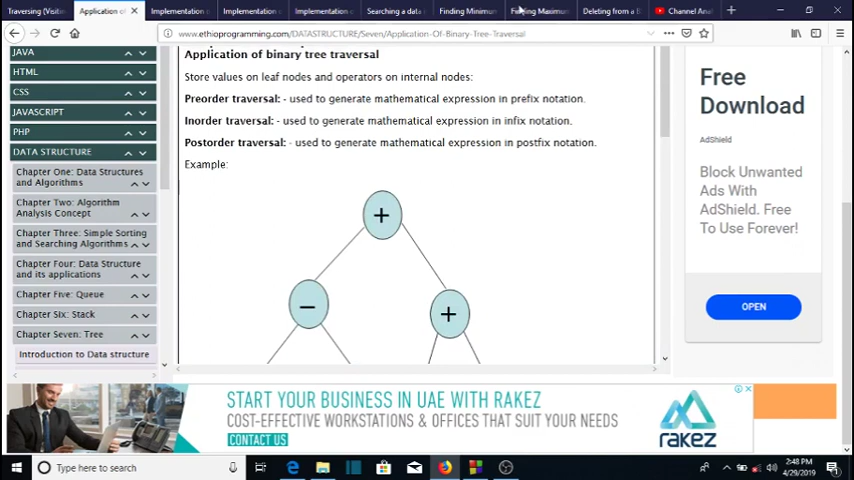 Traversing (Visitin
Application of
Implementation
Implementation
Implementation
Searching a data
Finding Minimum
Finding Maximum
Deleting from a B
Channel Anal
www.ethioprogramming.com/DATASTRUCTURE/Seven/Application-Of-Binary-Tree-Traversal
JAVA
HTML
CSS
JAVASCRIPT
PHP
DATA STRUCTURE
Chapter One: Data Structures
and Algorithms
Chapter Two: Algorithm
Analysis Concept
Chapter Three: Simple Sorting
and Searching Algorithms
Chapter Four: Data Structure
and its applications
Chapter Five: Queue
Chapter Six: Stack
Chapter Seven: Tree
Introduction to Data structure
Application of binary tree traversal
Store values on leaf nodes and operators on internal nodes:
Preorder traversal: - used to generate mathematical expression in prefix notation.
Inorder traversal: - used to generate mathematical expression in infix notation.
Postorder traversal: - used to generate mathematical expression in postfix notation.
Example:
+
−
+
Free
Download
AdShield
Block Unwanted
Ads With
AdShield. Free
To Use Forever!
OPEN
START YOUR BUSINESS IN UAE WITH RAKEZ
COST-EFFECTIVE WORKSTATIONS & OFFICES THAT SUIT YOUR NEEDS
CONTACT US
rakez
Type here to search
2:48 PM
4/29/2019